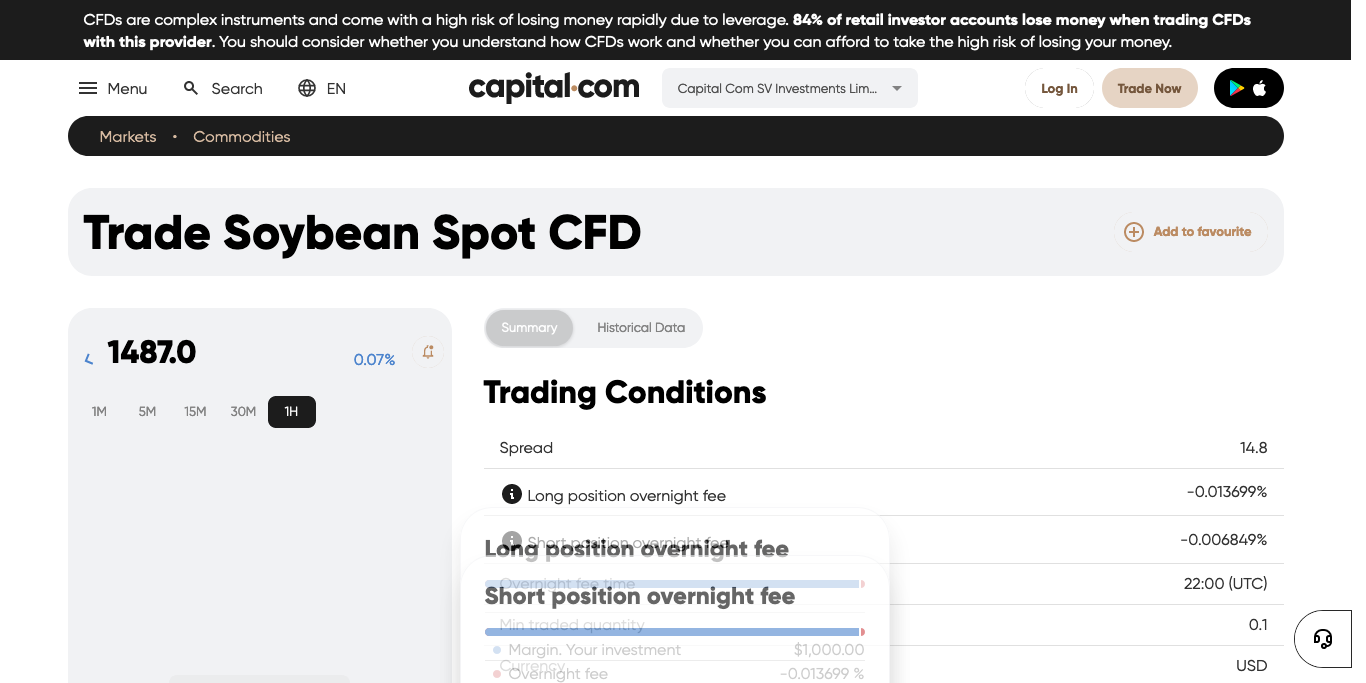 CFDs are complex instruments and come with a high risk of losing money rapidly due to leverage. 84% of retail investor accounts lose money when trading CFDs
with this provider. You should consider whether you understand how CFDs work and whether you can afford to take the high risk of losing your money.
Menu
Search
EN
capital.com
Capital Com SV Investments Lim...
Log In
Trade Now
Markets • Commodities
Trade Soybean Spot CFD
Add to favourite
1487.0
0.07%
1M 5M 15M 30M 1H
Summary
Historical Data
Trading Conditions
Spread 14.8
Long position overnight fee -0.013699%
Short position overnight fee -0.006849%
Long position overnight fee
Overnight fee time 22:00 (UTC)
Short position overnight fee
Min traded quantity 0.1
Margin. Your investment $1,000.00
Currency USD
Overnight fee -0.013699 %